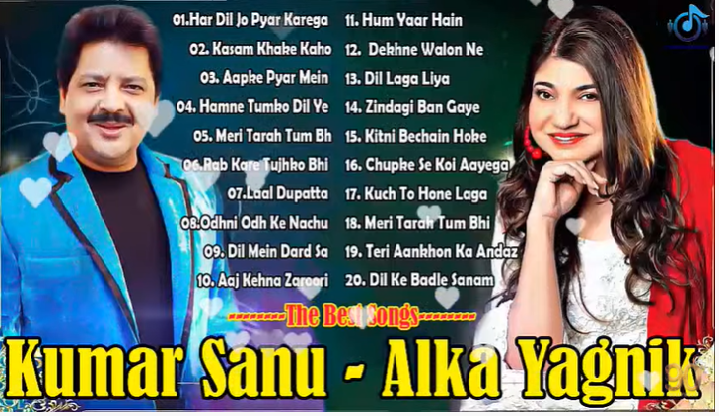 01.Har Dil Jo Pyar Karega
02. Kasam Khake Kaho
03. Aapke Pyar Mein
04. Hamne Tumko Dil Ye
05. Meri Tarah Tum Bh
06.Rab Kare Tujhko Bhi
07.Laal Dupatta
08.Odhni Odh Ke Nachu
09. Dil Mein Dard Sa
10. Aaj Kehna Zaroori
11. Hum Yaar Hain
12. Dekhne Walon Ne
13. Dil Laga Liya
14. Zindagi Ban Gaye
15. Kitni Bechain Hoke
16. Chupke Se Koi Aayega
17. Kuch To Hone Laga
18. Meri Tarah Tum Bhi
19. Teri Aankhon Ka Andaz
20. Dil Ke Badle Sanam
--------The Best Songs--------
Kumar Sanu - Alka Yagnik